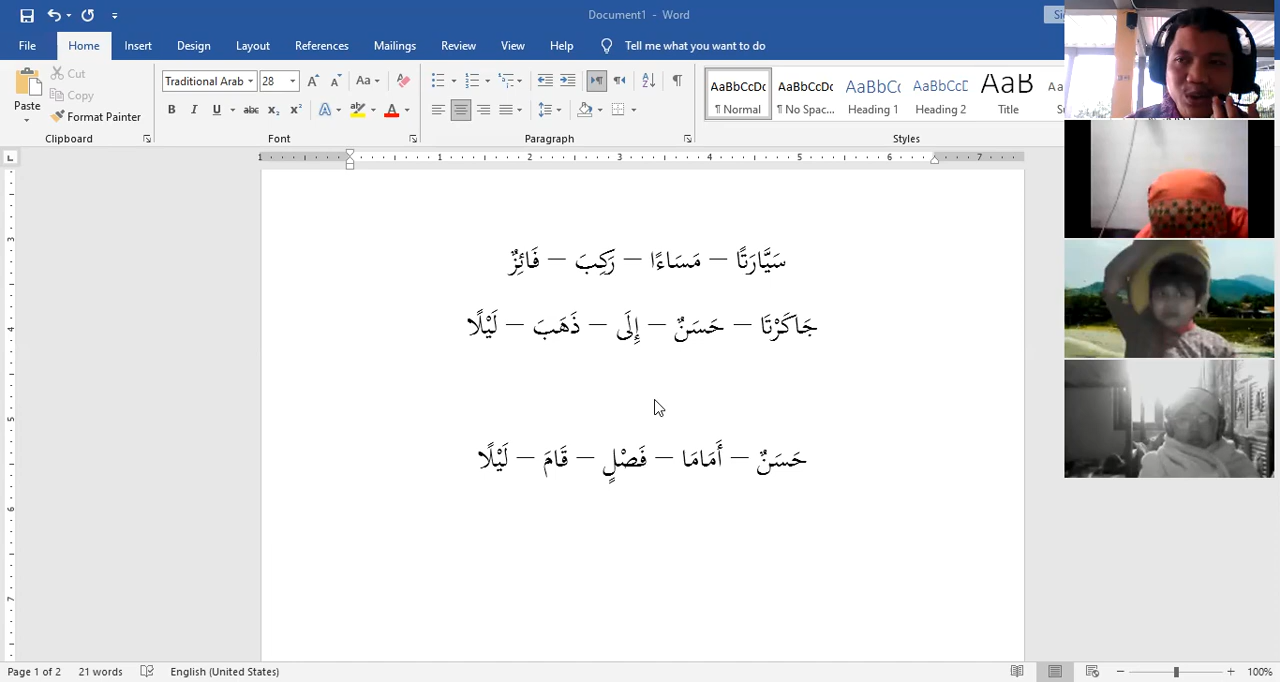 Document1 - Word
File Home Insert Design Layout References Mailings Review View Help Tell me what you want to do
Paste
Cut
Copy
Format Painter
Clipboard
Traditional Arab 28
Font
Paragraph
AaBbCcDc AaBbCcDc AaBbCc AaBbCcD AaB
¶ Normal ¶ No Spac... Heading 1 Heading 2 Title
Styles
سَيَّارَتًا – مَسَاءًا – رَكِبَ – فَائِزٌ
جَاكَرْتَا – حَسَنٌ – إِلَى – ذَهَبَ – لَيْلًا
حَسَنٌ – أَمَامَا – فَصْلٍ – قَامَ – لَيْلًا
Page 1 of 2 21 words English (United States) 100%